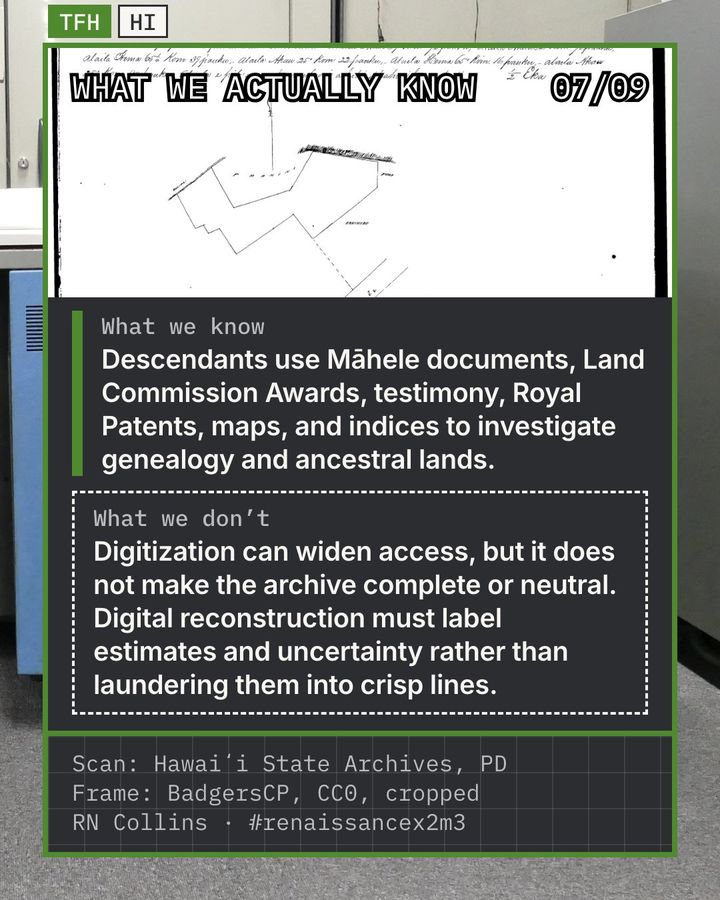 TFH HI
WHAT WE ACTUALLY KNOW 07/09
What we know
Descendants use Māhele documents, Land
Commission Awards, testimony, Royal
Patents, maps, and indices to investigate
genealogy and ancestral lands.
What we don’t
Digitization can widen access, but it does
not make the archive complete or neutral.
Digital reconstruction must label
estimates and uncertainty rather than
laundering them into crisp lines.
Scan: Hawaiʻi State Archives, PD
Frame: BadgersCP, CC0, cropped
RN Collins · #renaissancex2m3